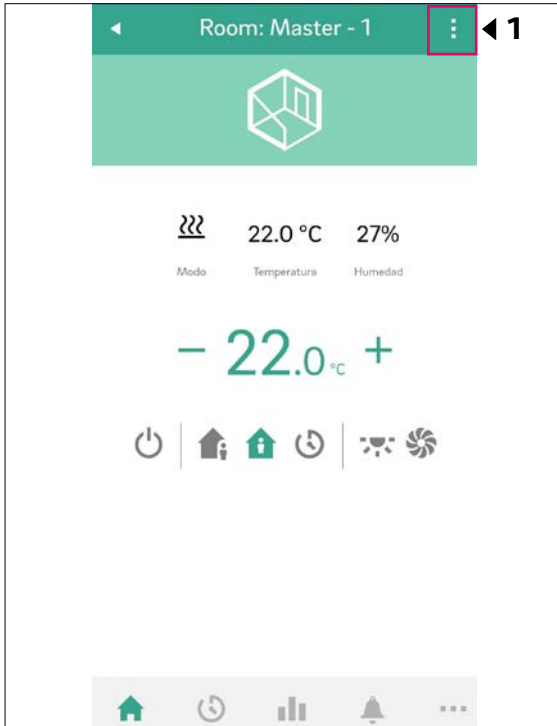 Room: Master - 1
1
22.0 °C 27%
Modo Temperatura Humedad
− 22.0 °C +